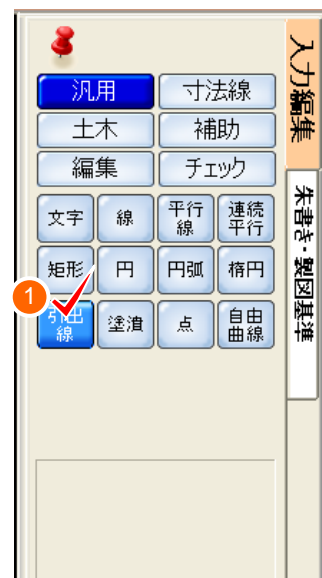 汎用
寸法線
土木
補助
編集
チェック
文字
線
平行
線
連続
平行
矩形
円
円弧
楕円
1
引出
線
塗潰
点
自由
曲線
入力編集
朱書き・製図基準